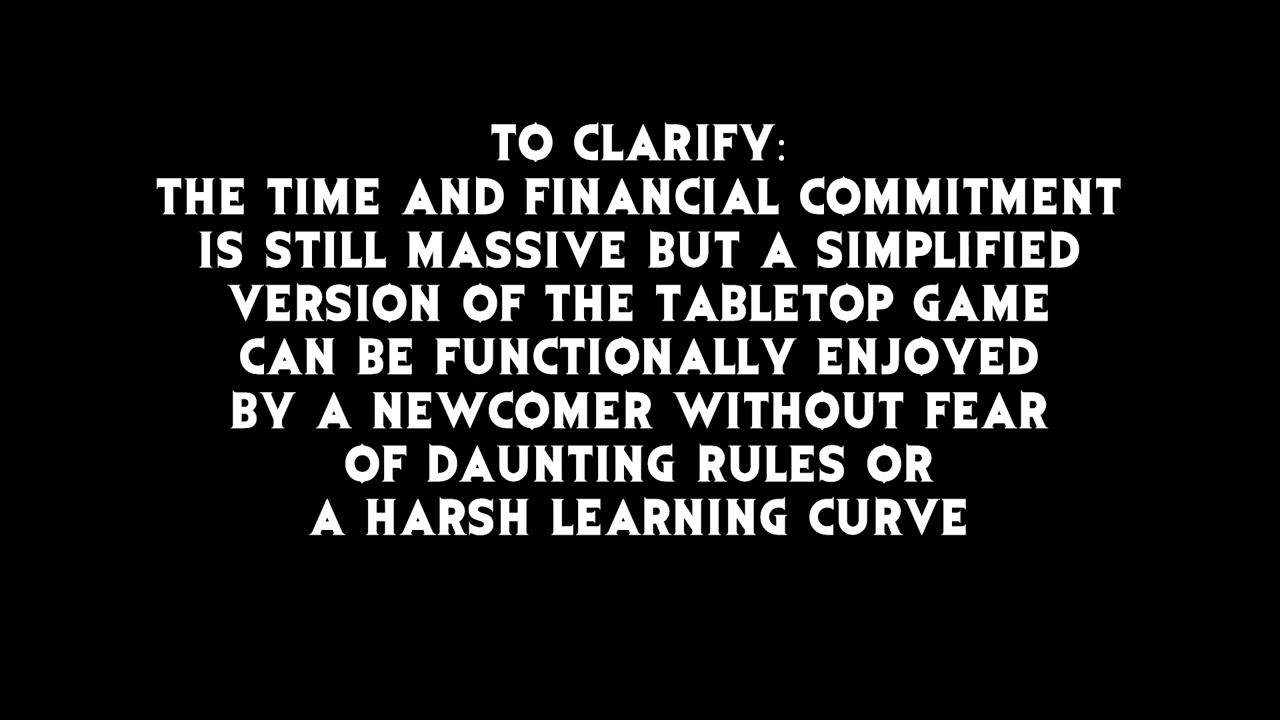 TO CLARIFY:
THE TIME AND FINANCIAL COMMITMENT
IS STILL MASSIVE BUT A SIMPLIFIED
VERSION OF THE TABLETOP GAME
CAN BE FUNCTIONALLY ENJOYED
BY A NEWCOMER WITHOUT FEAR
OF DAUNTING RULES OR
A HARSH LEARNING CURVE